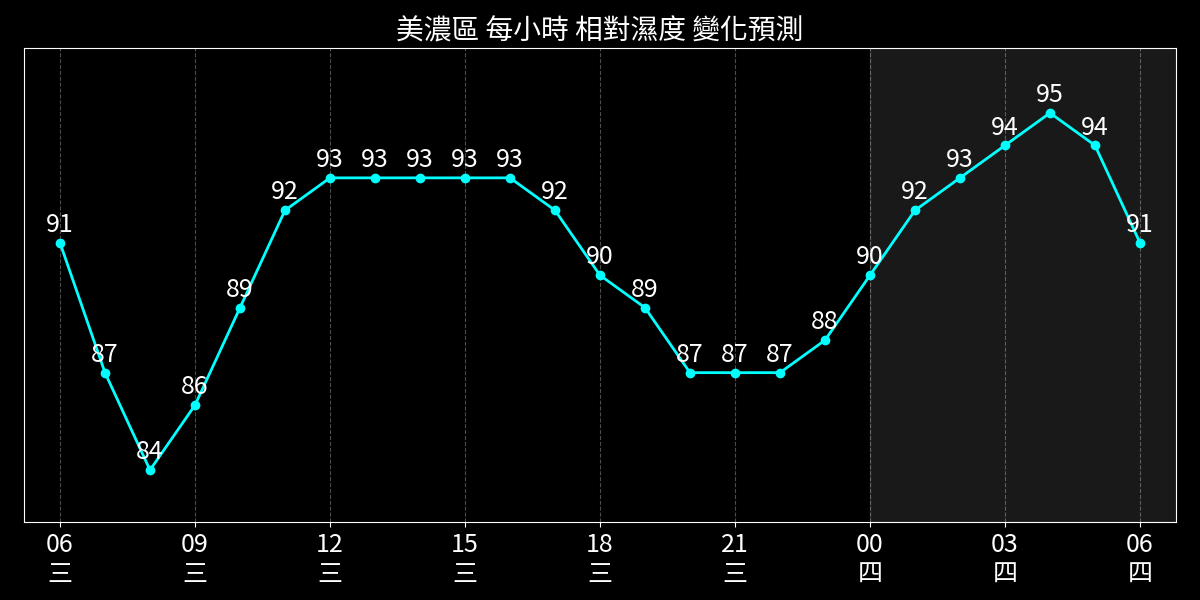 美濃區 每小時 相對濕度 變化預測
91 87 84 86 89 92 93 93 93 93 93 92 90 89 87 87 87 88 90 92 93 94 95 94 91
06 09 12 15 18 21 00 03 06
三 三 三 三 三 三 四 四 四